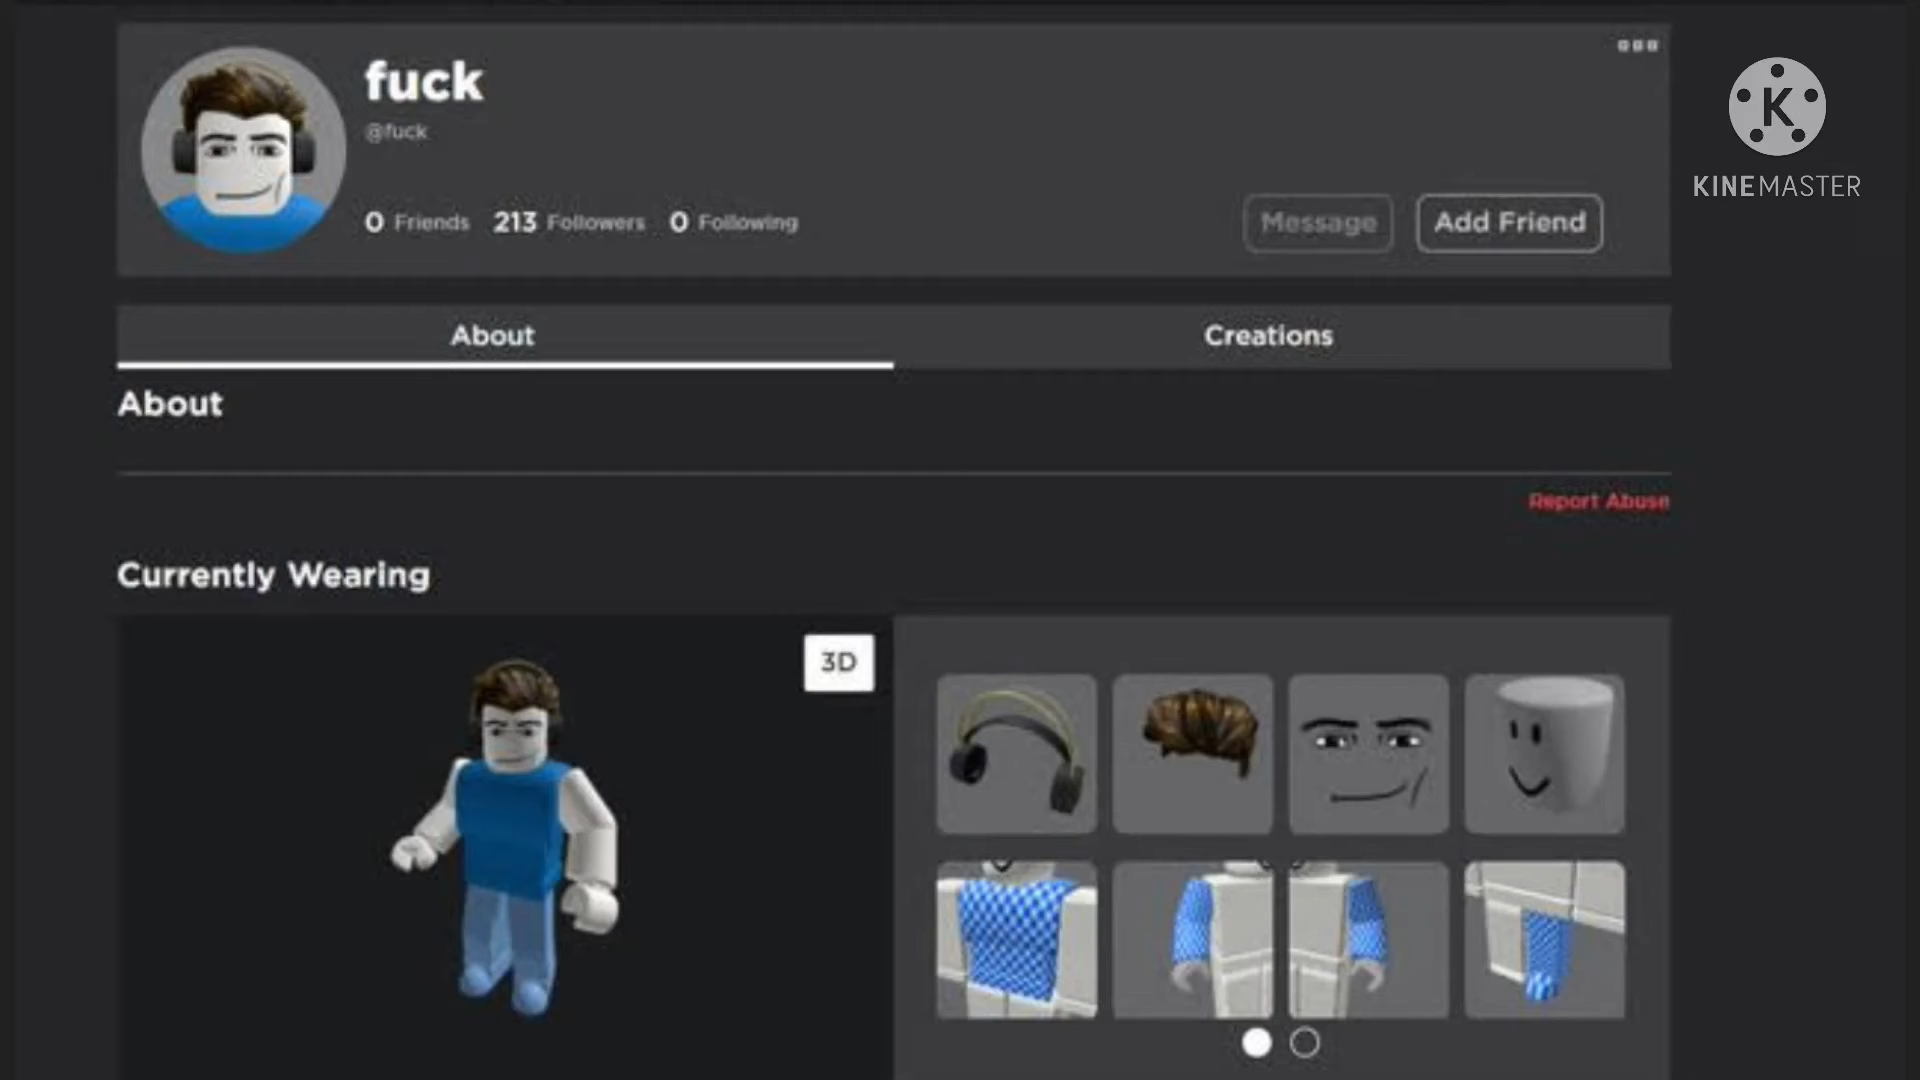 fuck
@fuck
0 Friends 213 Followers 0 Following
Message
Add Friend
K
KINEMASTER
About
Creations
About
Report Abuse
Currently Wearing
3D